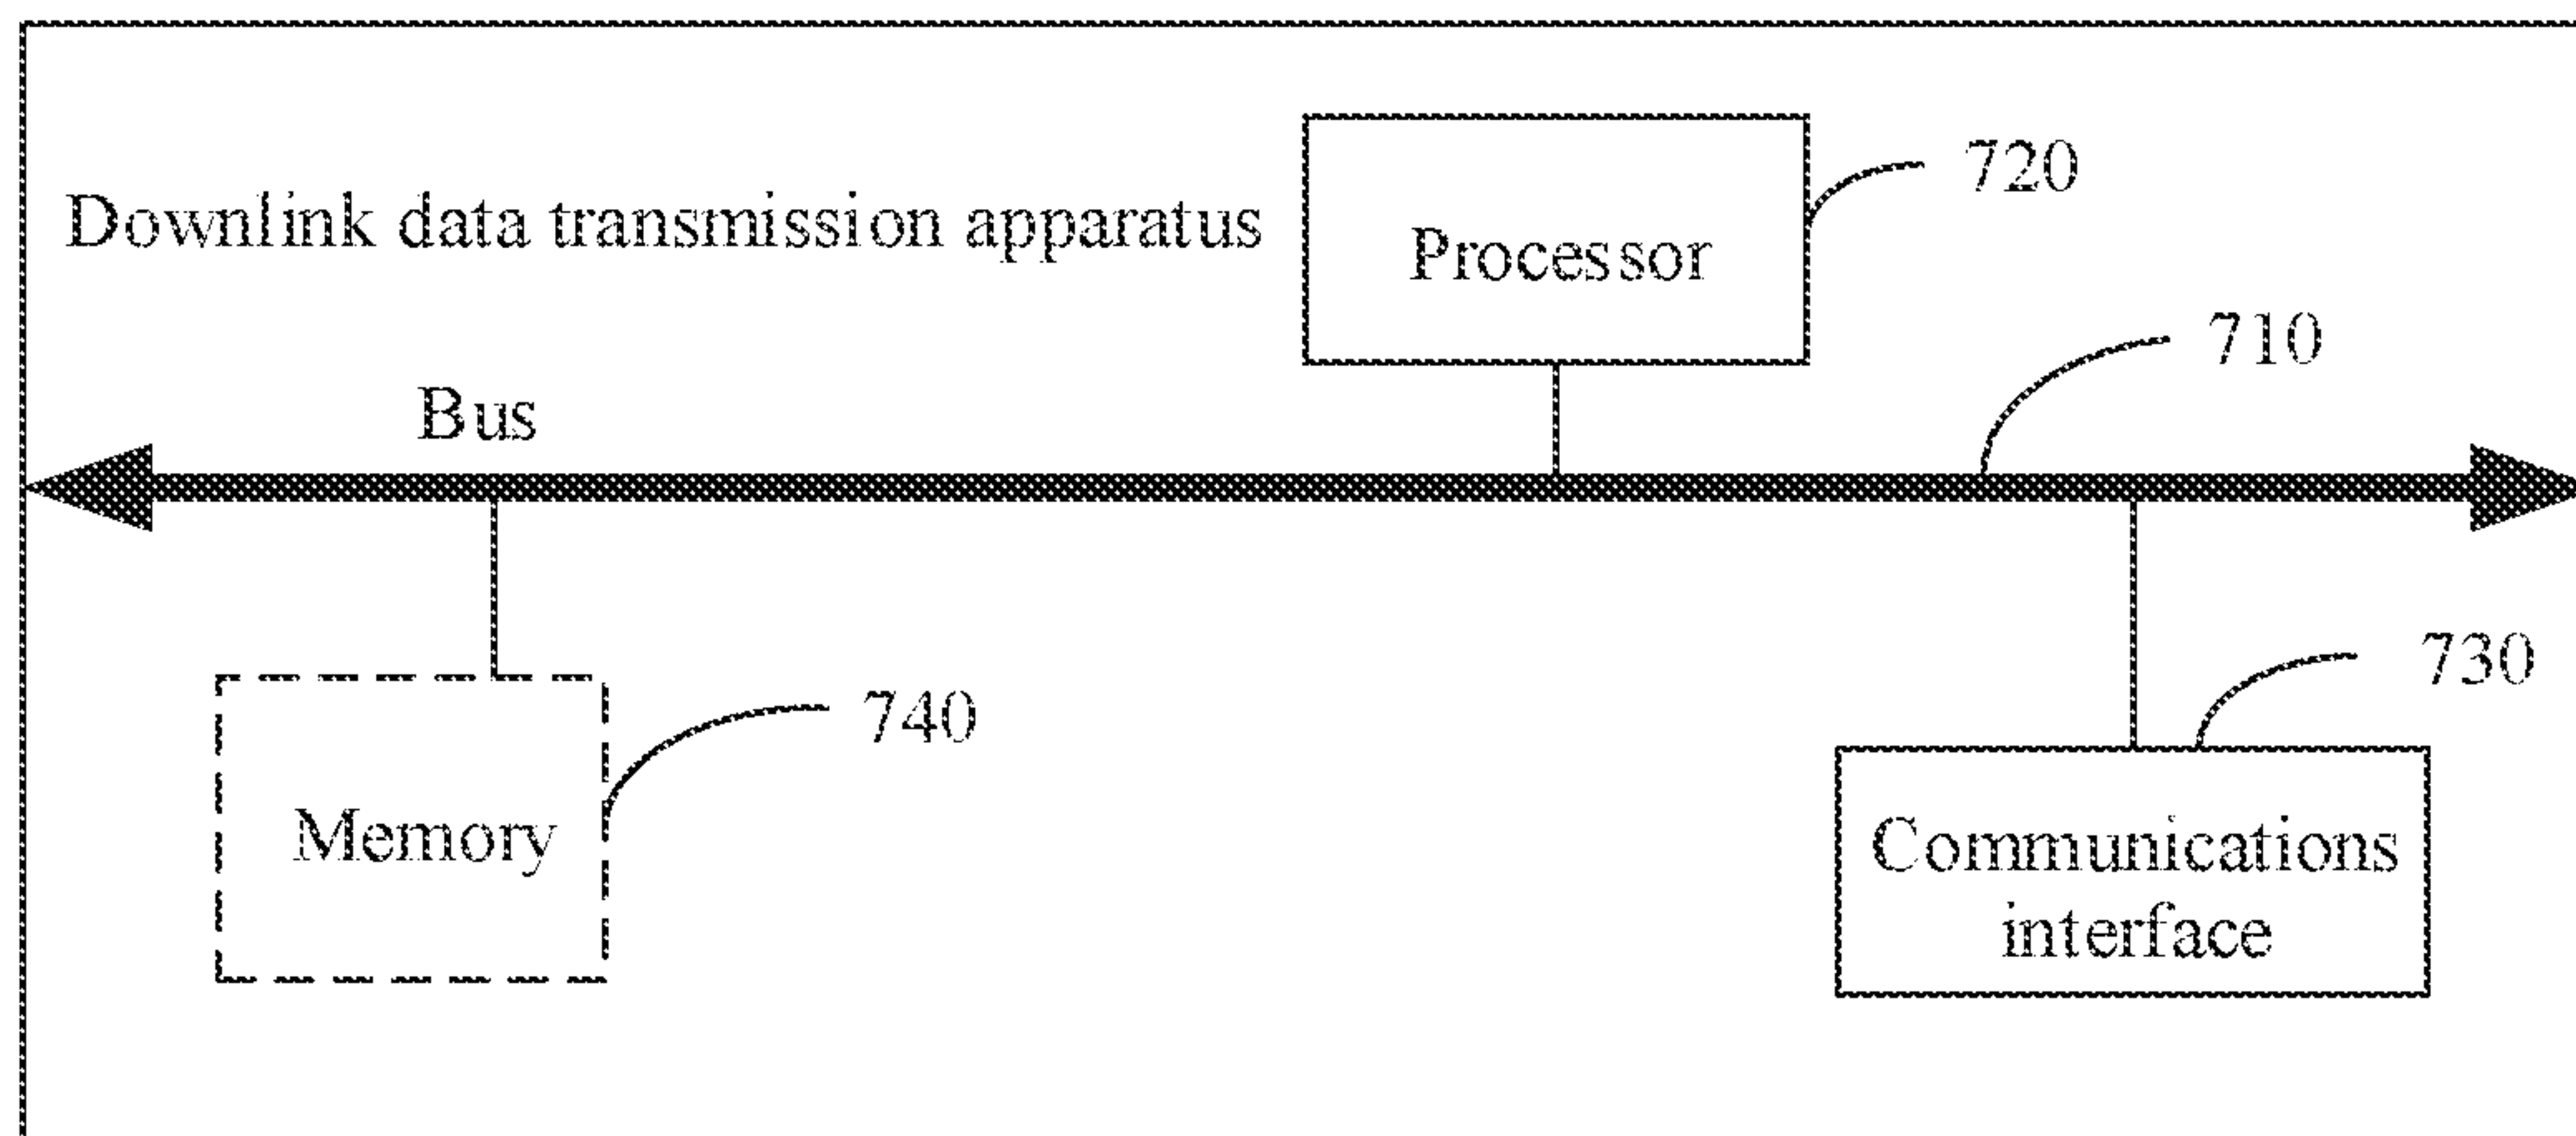 Downlink data transmission apparatus
Processor
720
710
Bus
740
Memory
730
Communications
interface